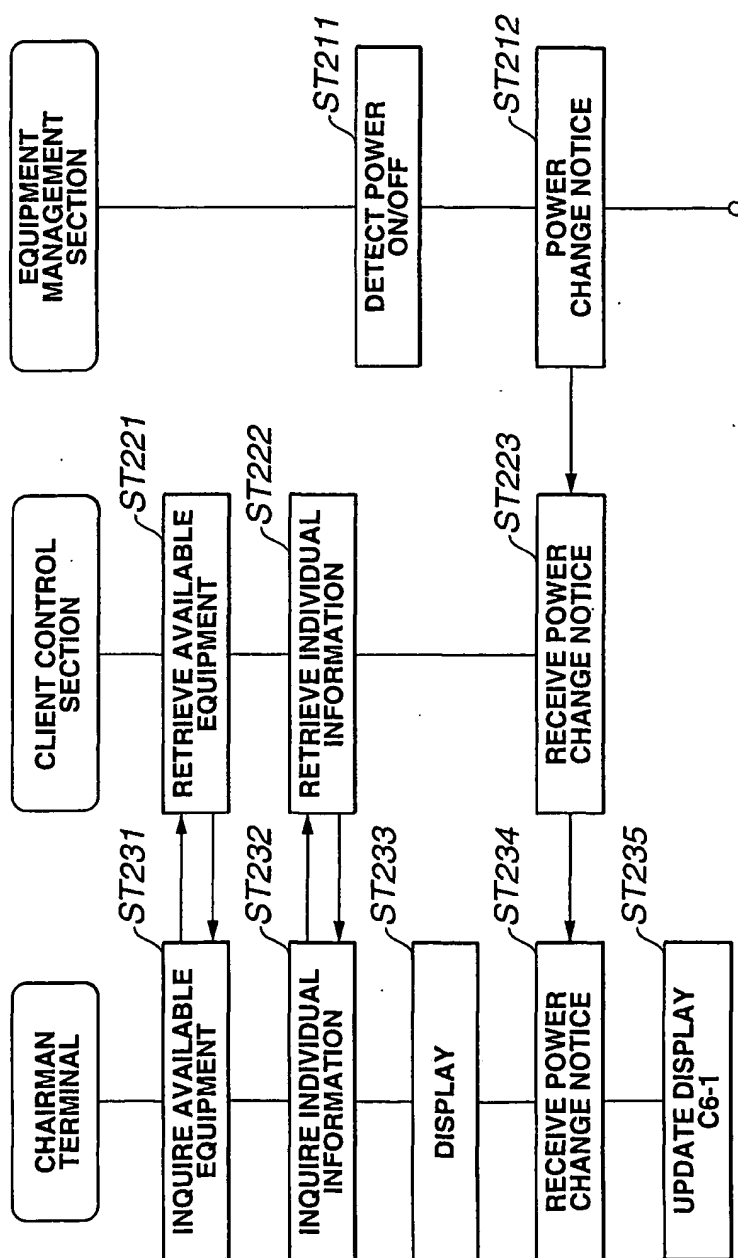 CHAIRMAN
TERMINAL
ST231
INQUIRE AVAILABLE
EQUIPMENT
ST232
INQUIRE INDIVIDUAL
INFORMATION
ST233
DISPLAY
ST234
RECEIVE POWER
CHANGE NOTICE
ST235
UPDATE DISPLAY
C6-1
CLIENT CONTROL
SECTION
ST221
RETRIEVE AVAILABLE
EQUIPMENT
ST222
RETRIEVE INDIVIDUAL
INFORMATION
ST223
RECEIVE POWER
CHANGE NOTICE
EQUIPMENT
MANAGEMENT
SECTION
ST211
DETECT POWER
ON/OFF
ST212
POWER
CHANGE NOTICE